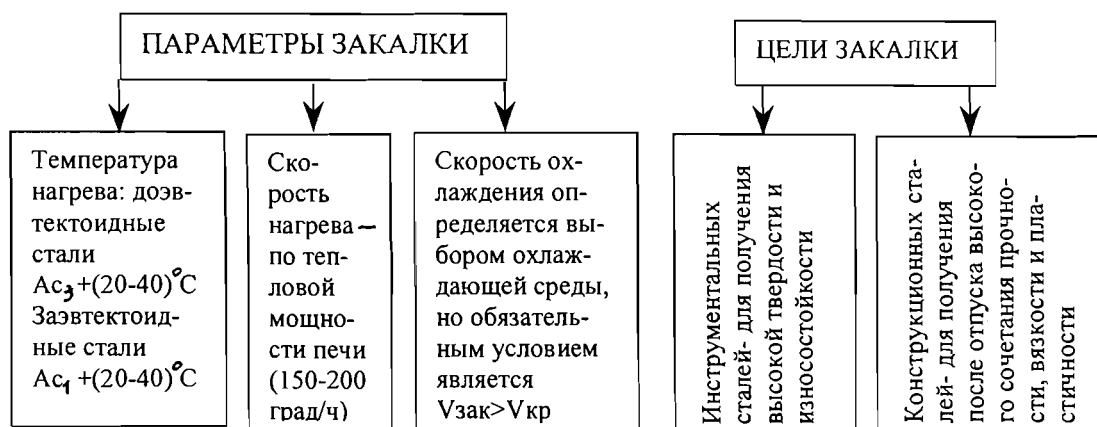 ПАРАМЕТРЫ ЗАКАЛКИ
Температура
нагрева: доэв-
тектоидные
стали
Ac₃+(20-40)°C
Заэвтектоид-
ные стали
Ac₁+(20-40)°C
Ско-
рость
нагрева–
по теп-
ловой
мощно-
сти печи
(150-200
град/ч)
Скорость ох-
лаждения оп-
ределяется вы-
бором охлаж-
дающей среды,
но обязатель-
ным условием
является
Vзак>Vкр
ЦЕЛИ ЗАКАЛКИ
Инструментальных
сталей- для получения
высокой твердости и
износостойкости
Конструкционных ста-
лей- для получения
после отпуска высоко-
го сочетания прочно-
сти, вязкости и пла-
стичности